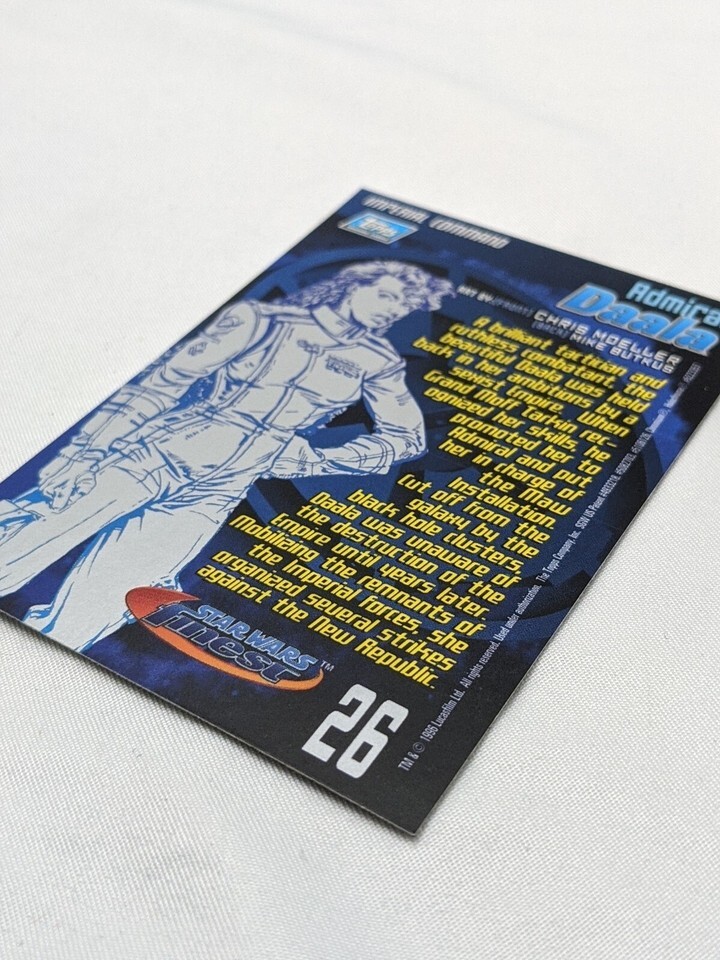 IMPERIAL COMMAND
Topps
Admiral
Daala
ART BY:(FRONT) CHRIS MOELLER
(BACK) MIKE BUTKUS
A brilliant tactician and
ruthless combatant, the
beautiful Daala was held
back in her ambitions by a
sexist Empire. When
Grand Moff Tarkin rec-
ognized her skills, he
promoted her to
Admiral and put
her in charge of
the Maw
Installation.
Cut off from the
galaxy by the
black hole clusters,
Daala was unaware of
the destruction of the
Empire until years later.
Mobilizing the remnants of
the Imperial forces, she
organized several strikes
against the New Republic.
STAR WARS
finest™
26
TM & © 1996 Lucasfilm Ltd. All rights reserved. Used under authorization. The Topps Company, Inc.